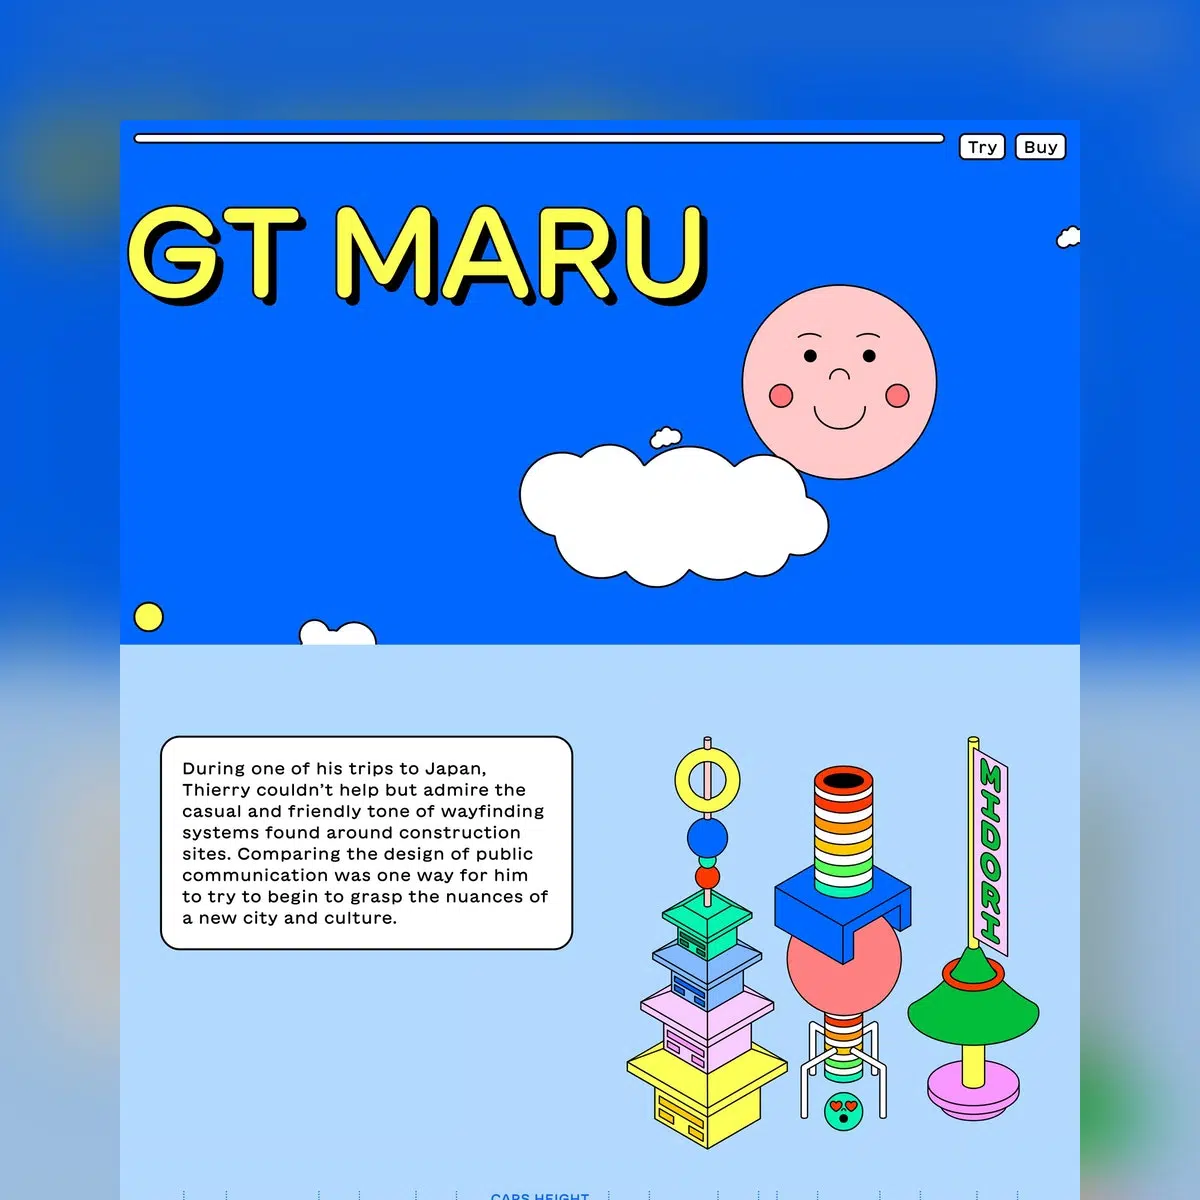 Try Buy
GT MARU
During one of his trips to Japan,
Thierry couldn’t help but admire the
casual and friendly tone of wayfinding
systems found around construction
sites. Comparing the design of public
communication was one way for him
to try to begin to grasp the nuances of
a new city and culture.
MIDORI
CAPS HEIGHT